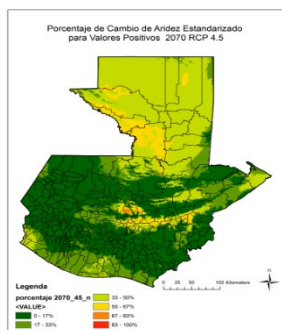 Porcentaje de Cambio de Aridez Estandarizado
para Valores Positivos 2070 RCP 4.5
0 25 50 100 Kilometers
Legenda
porcentaje 2070_45_n
<VALUE>
0 - 17%
17 - 33%
33 - 50%
50 - 67%
67 - 83%
83 - 100%